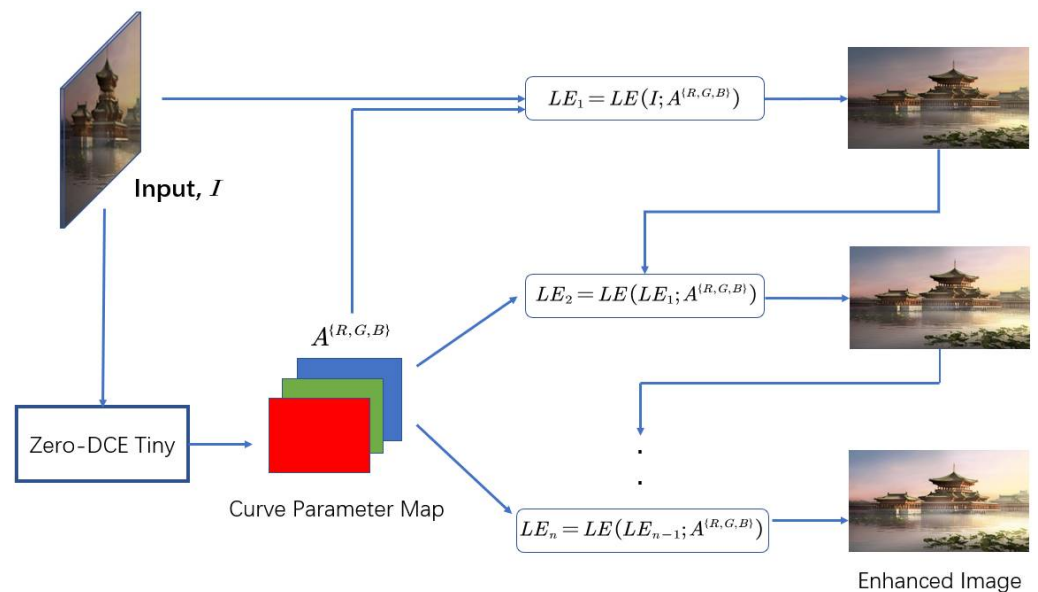 LE₁ = LE(I; A^{R,G,B})
Input, I
LE₂ = LE(LE₁; A^{R,G,B})
A^{R,G,B}
Zero-DCE Tiny
Curve Parameter Map
.
.
LEₙ = LE(LEₙ₋₁; A^{R,G,B})
Enhanced Image